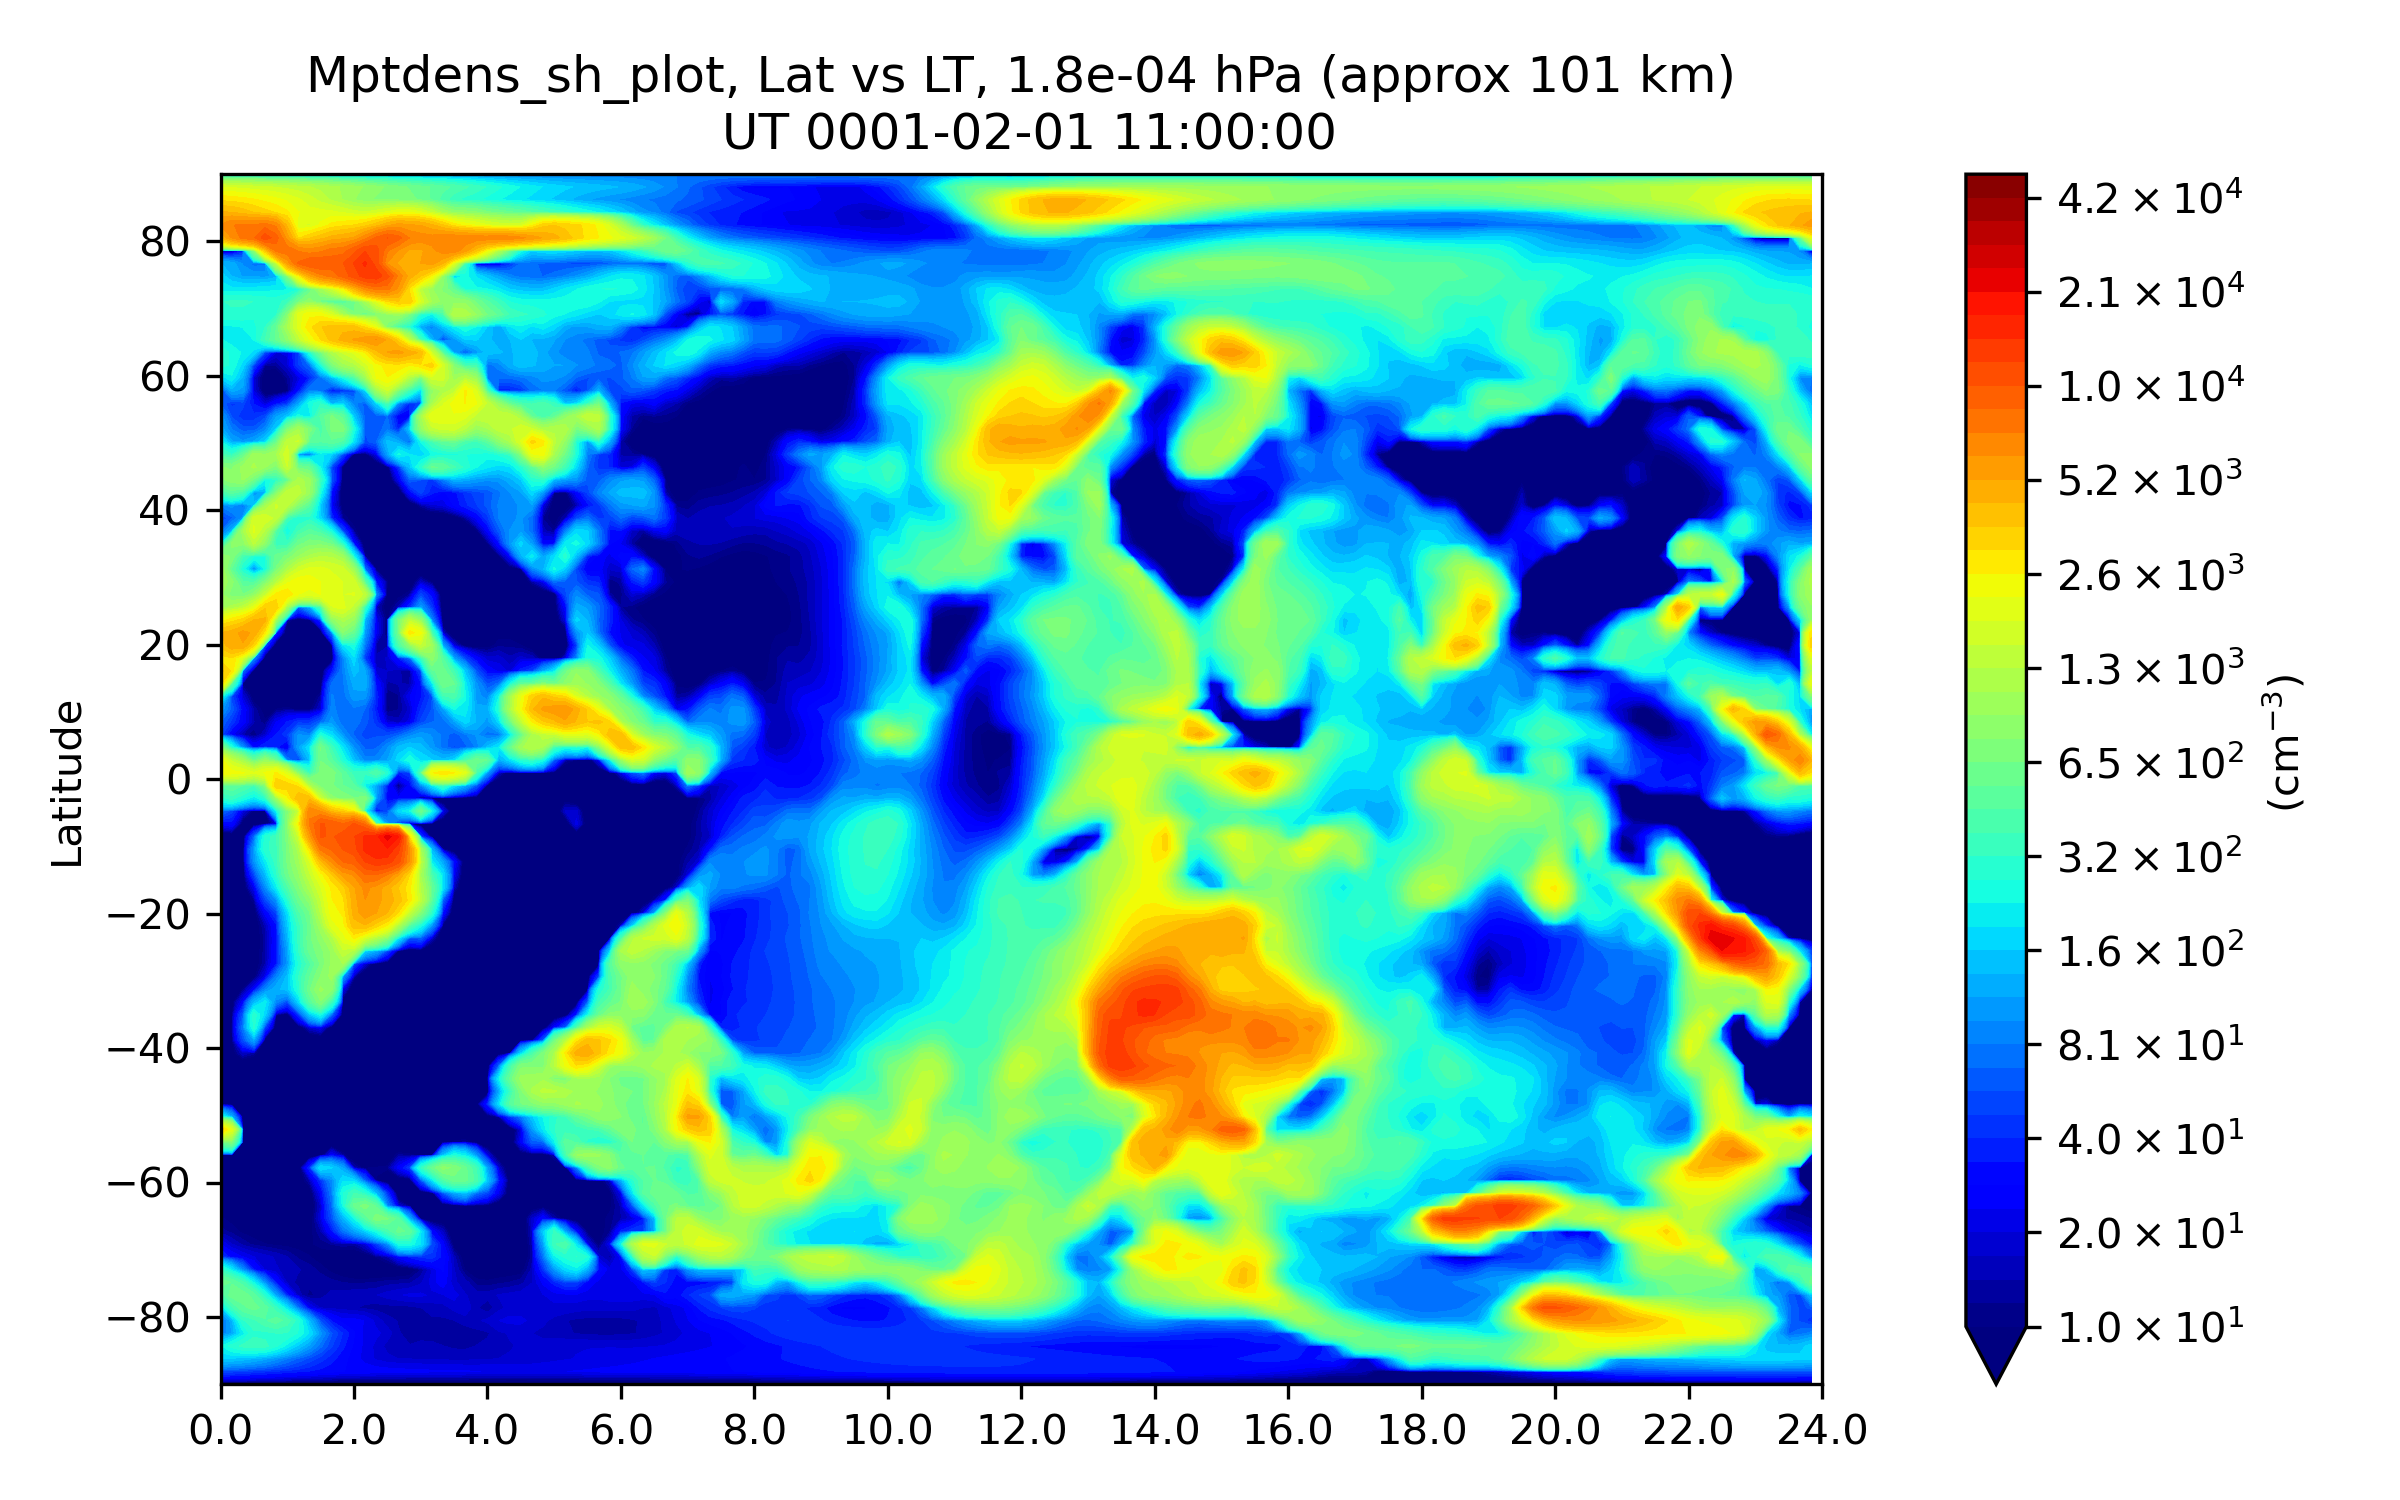 Mptdens_sh_plot, Lat vs LT, 1.8e-04 hPa (approx 101 km)
UT 0001-02-01 11:00:00
Latitude
80
60
40
20
0
−20
−40
−60
−80
0.0 2.0 4.0 6.0 8.0 10.0 12.0 14.0 16.0 18.0 20.0 22.0 24.0
4.2 × 10⁴
2.1 × 10⁴
1.0 × 10⁴
5.2 × 10³
2.6 × 10³
1.3 × 10³
6.5 × 10²
3.2 × 10²
1.6 × 10²
8.1 × 10¹
4.0 × 10¹
2.0 × 10¹
1.0 × 10¹
(cm⁻³)